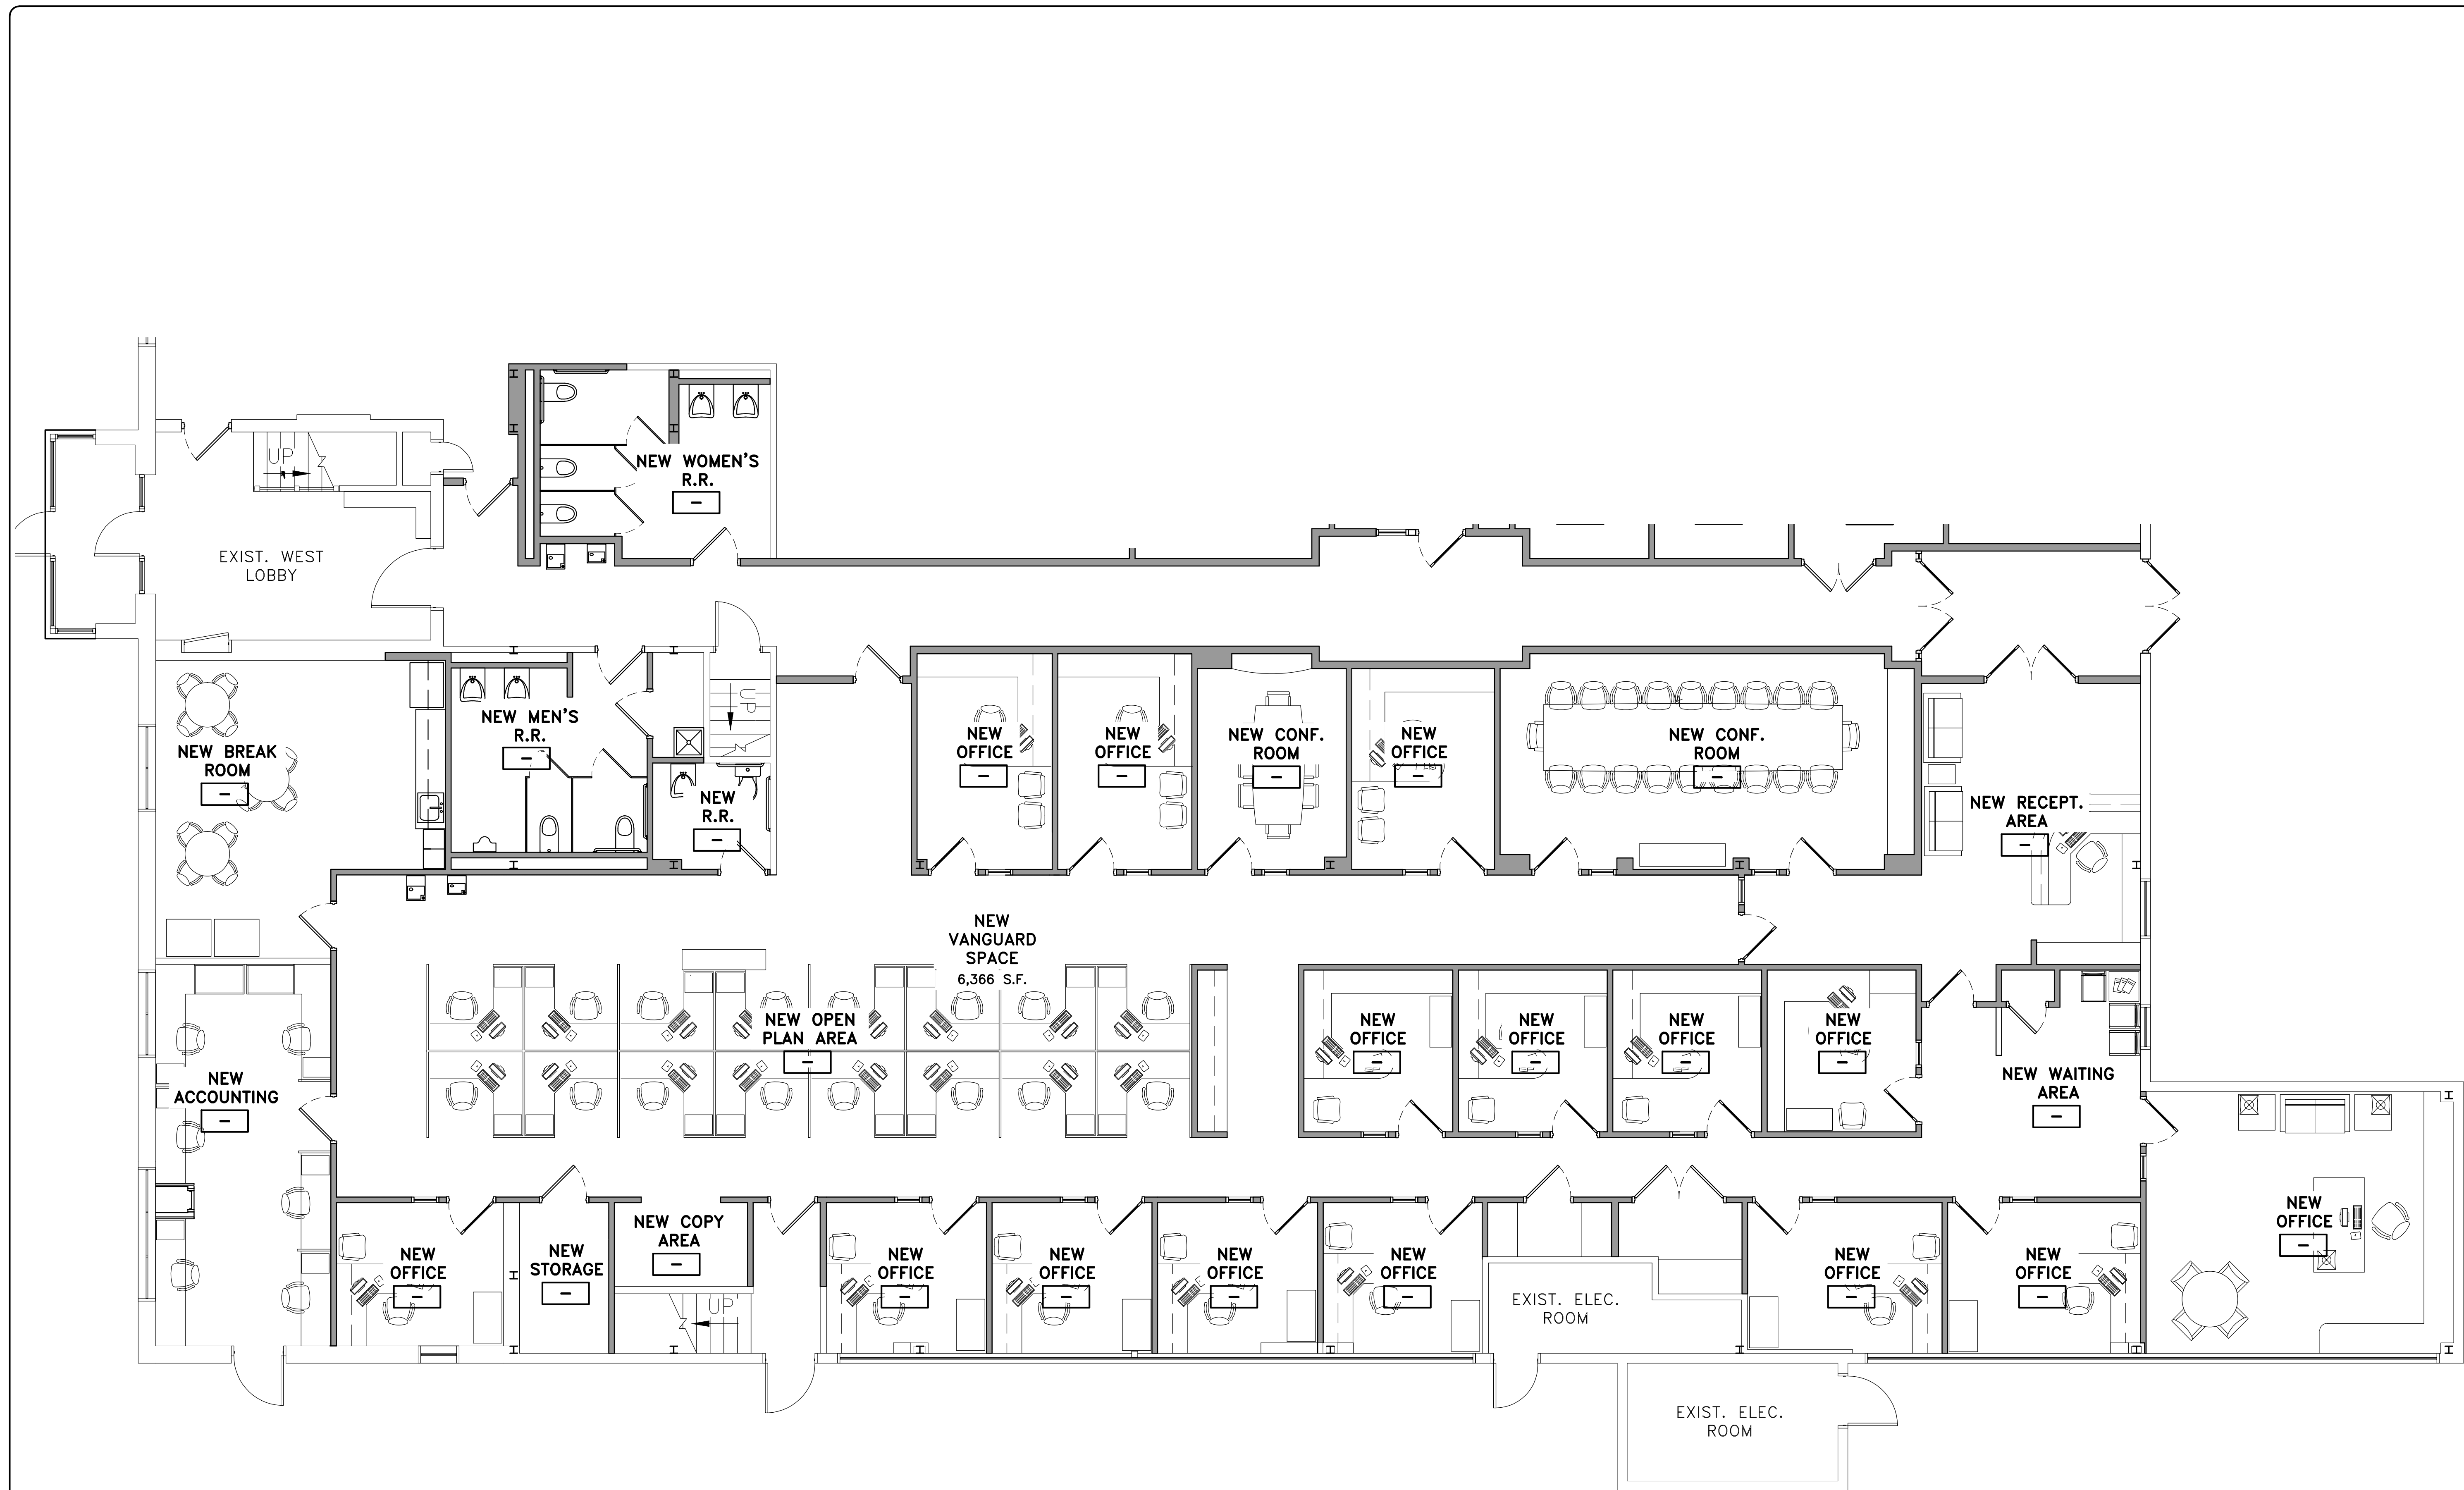 UP
NEW WOMEN'S
R.R.
-
EXIST. WEST
LOBBY
UP
NEW MEN'S
R.R.
-
NEW BREAK
ROOM
-
NEW
R.R.
-
NEW
OFFICE
-
NEW
OFFICE
-
NEW CONF.
ROOM
-
NEW
OFFICE
-
NEW CONF.
ROOM
-
NEW RECEPT.
AREA
-
NEW
VANGUARD
SPACE
6,366 S.F.
NEW OPEN
PLAN AREA
-
NEW
OFFICE
-
NEW
OFFICE
-
NEW
OFFICE
-
NEW
OFFICE
-
NEW WAITING
AREA
-
NEW
ACCOUNTING
-
NEW
OFFICE
-
NEW
STORAGE
-
NEW COPY
AREA
-
UP
NEW
OFFICE
-
NEW
OFFICE
-
NEW
OFFICE
-
NEW
OFFICE
-
EXIST. ELEC.
ROOM
NEW
OFFICE
-
NEW
OFFICE
-
NEW
OFFICE
-
EXIST. ELEC.
ROOM